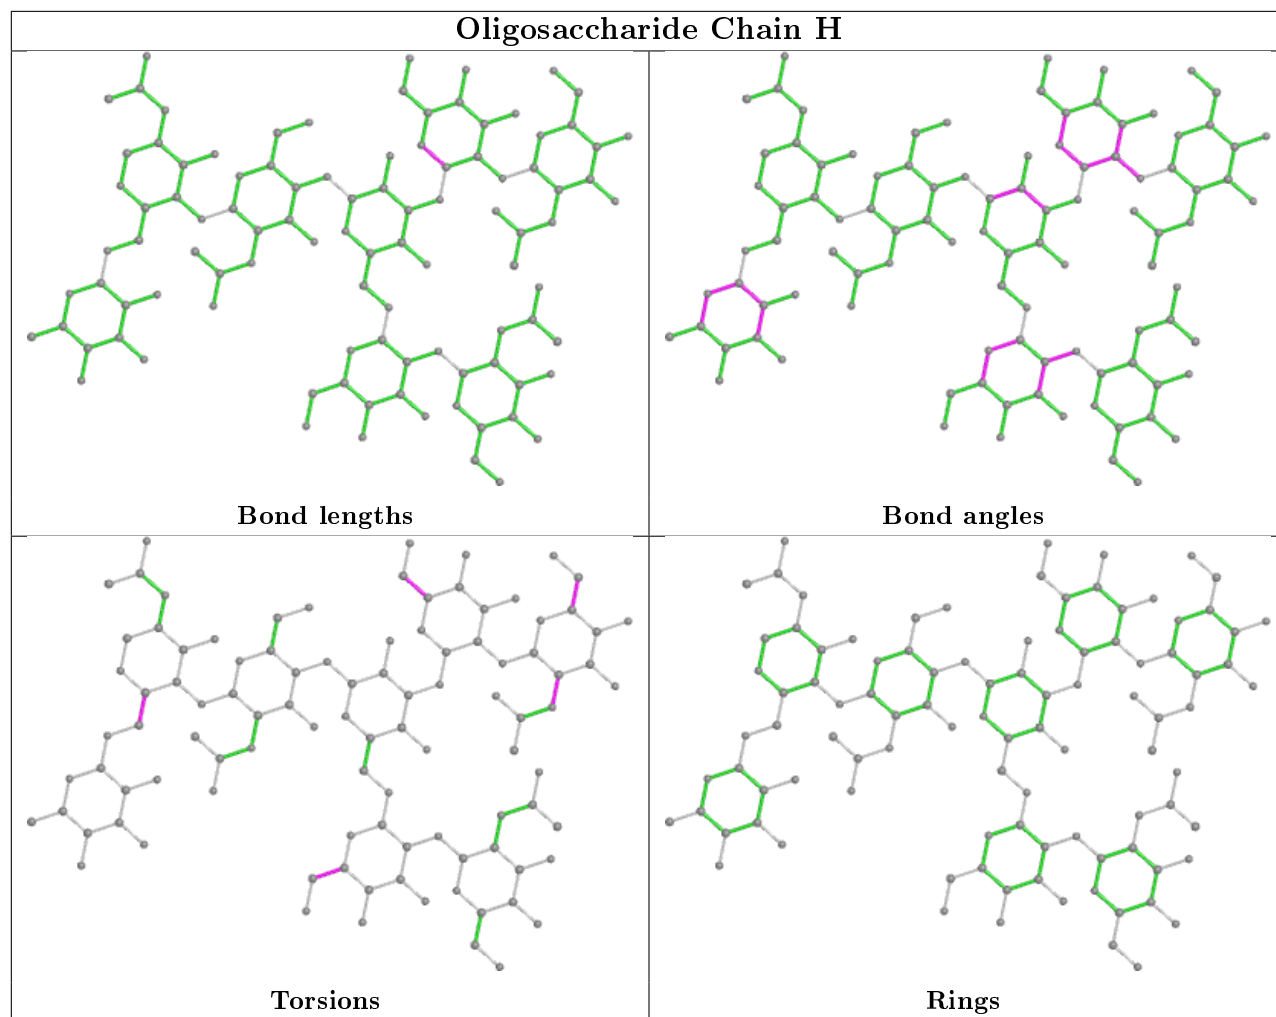 Oligosaccharide Chain H
Bond lengths
Bond angles
Torsions
Rings